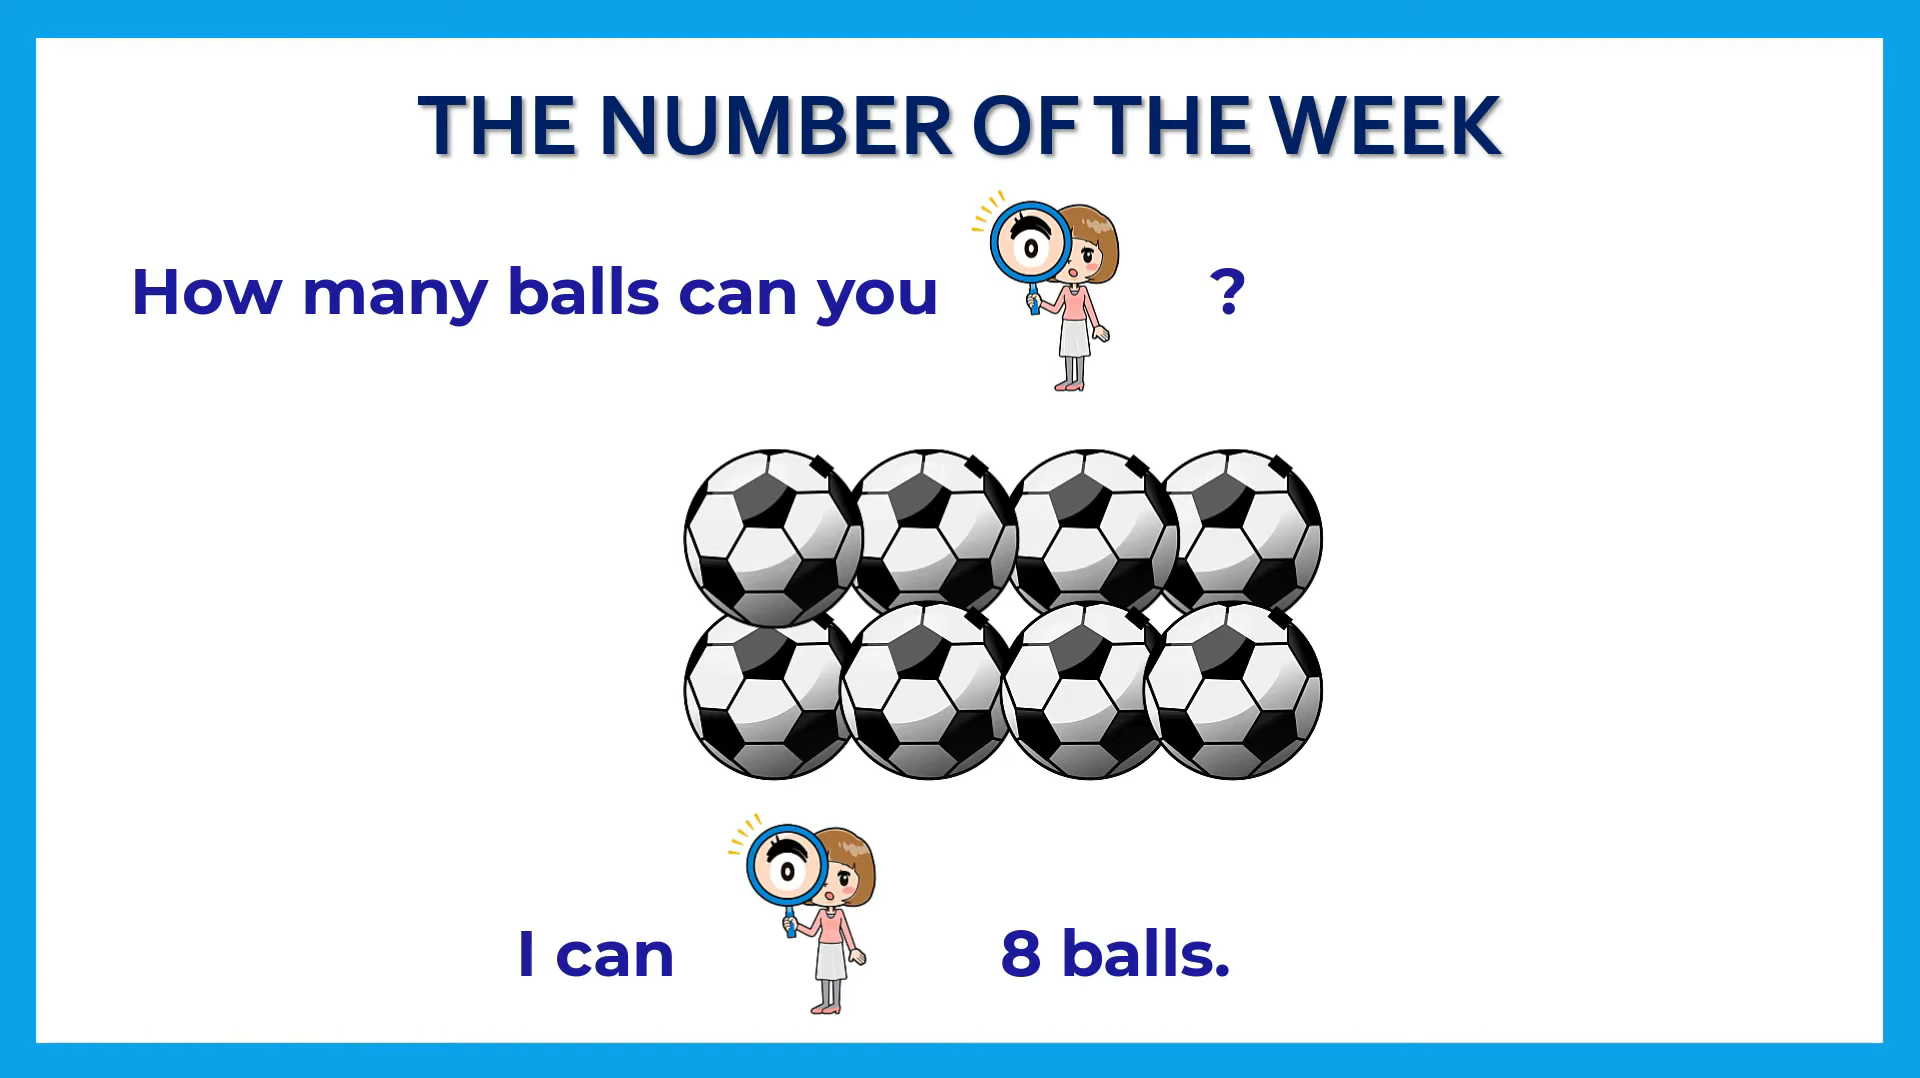 THE NUMBER OF THE WEEK
How many balls can you ?
I can 8 balls.